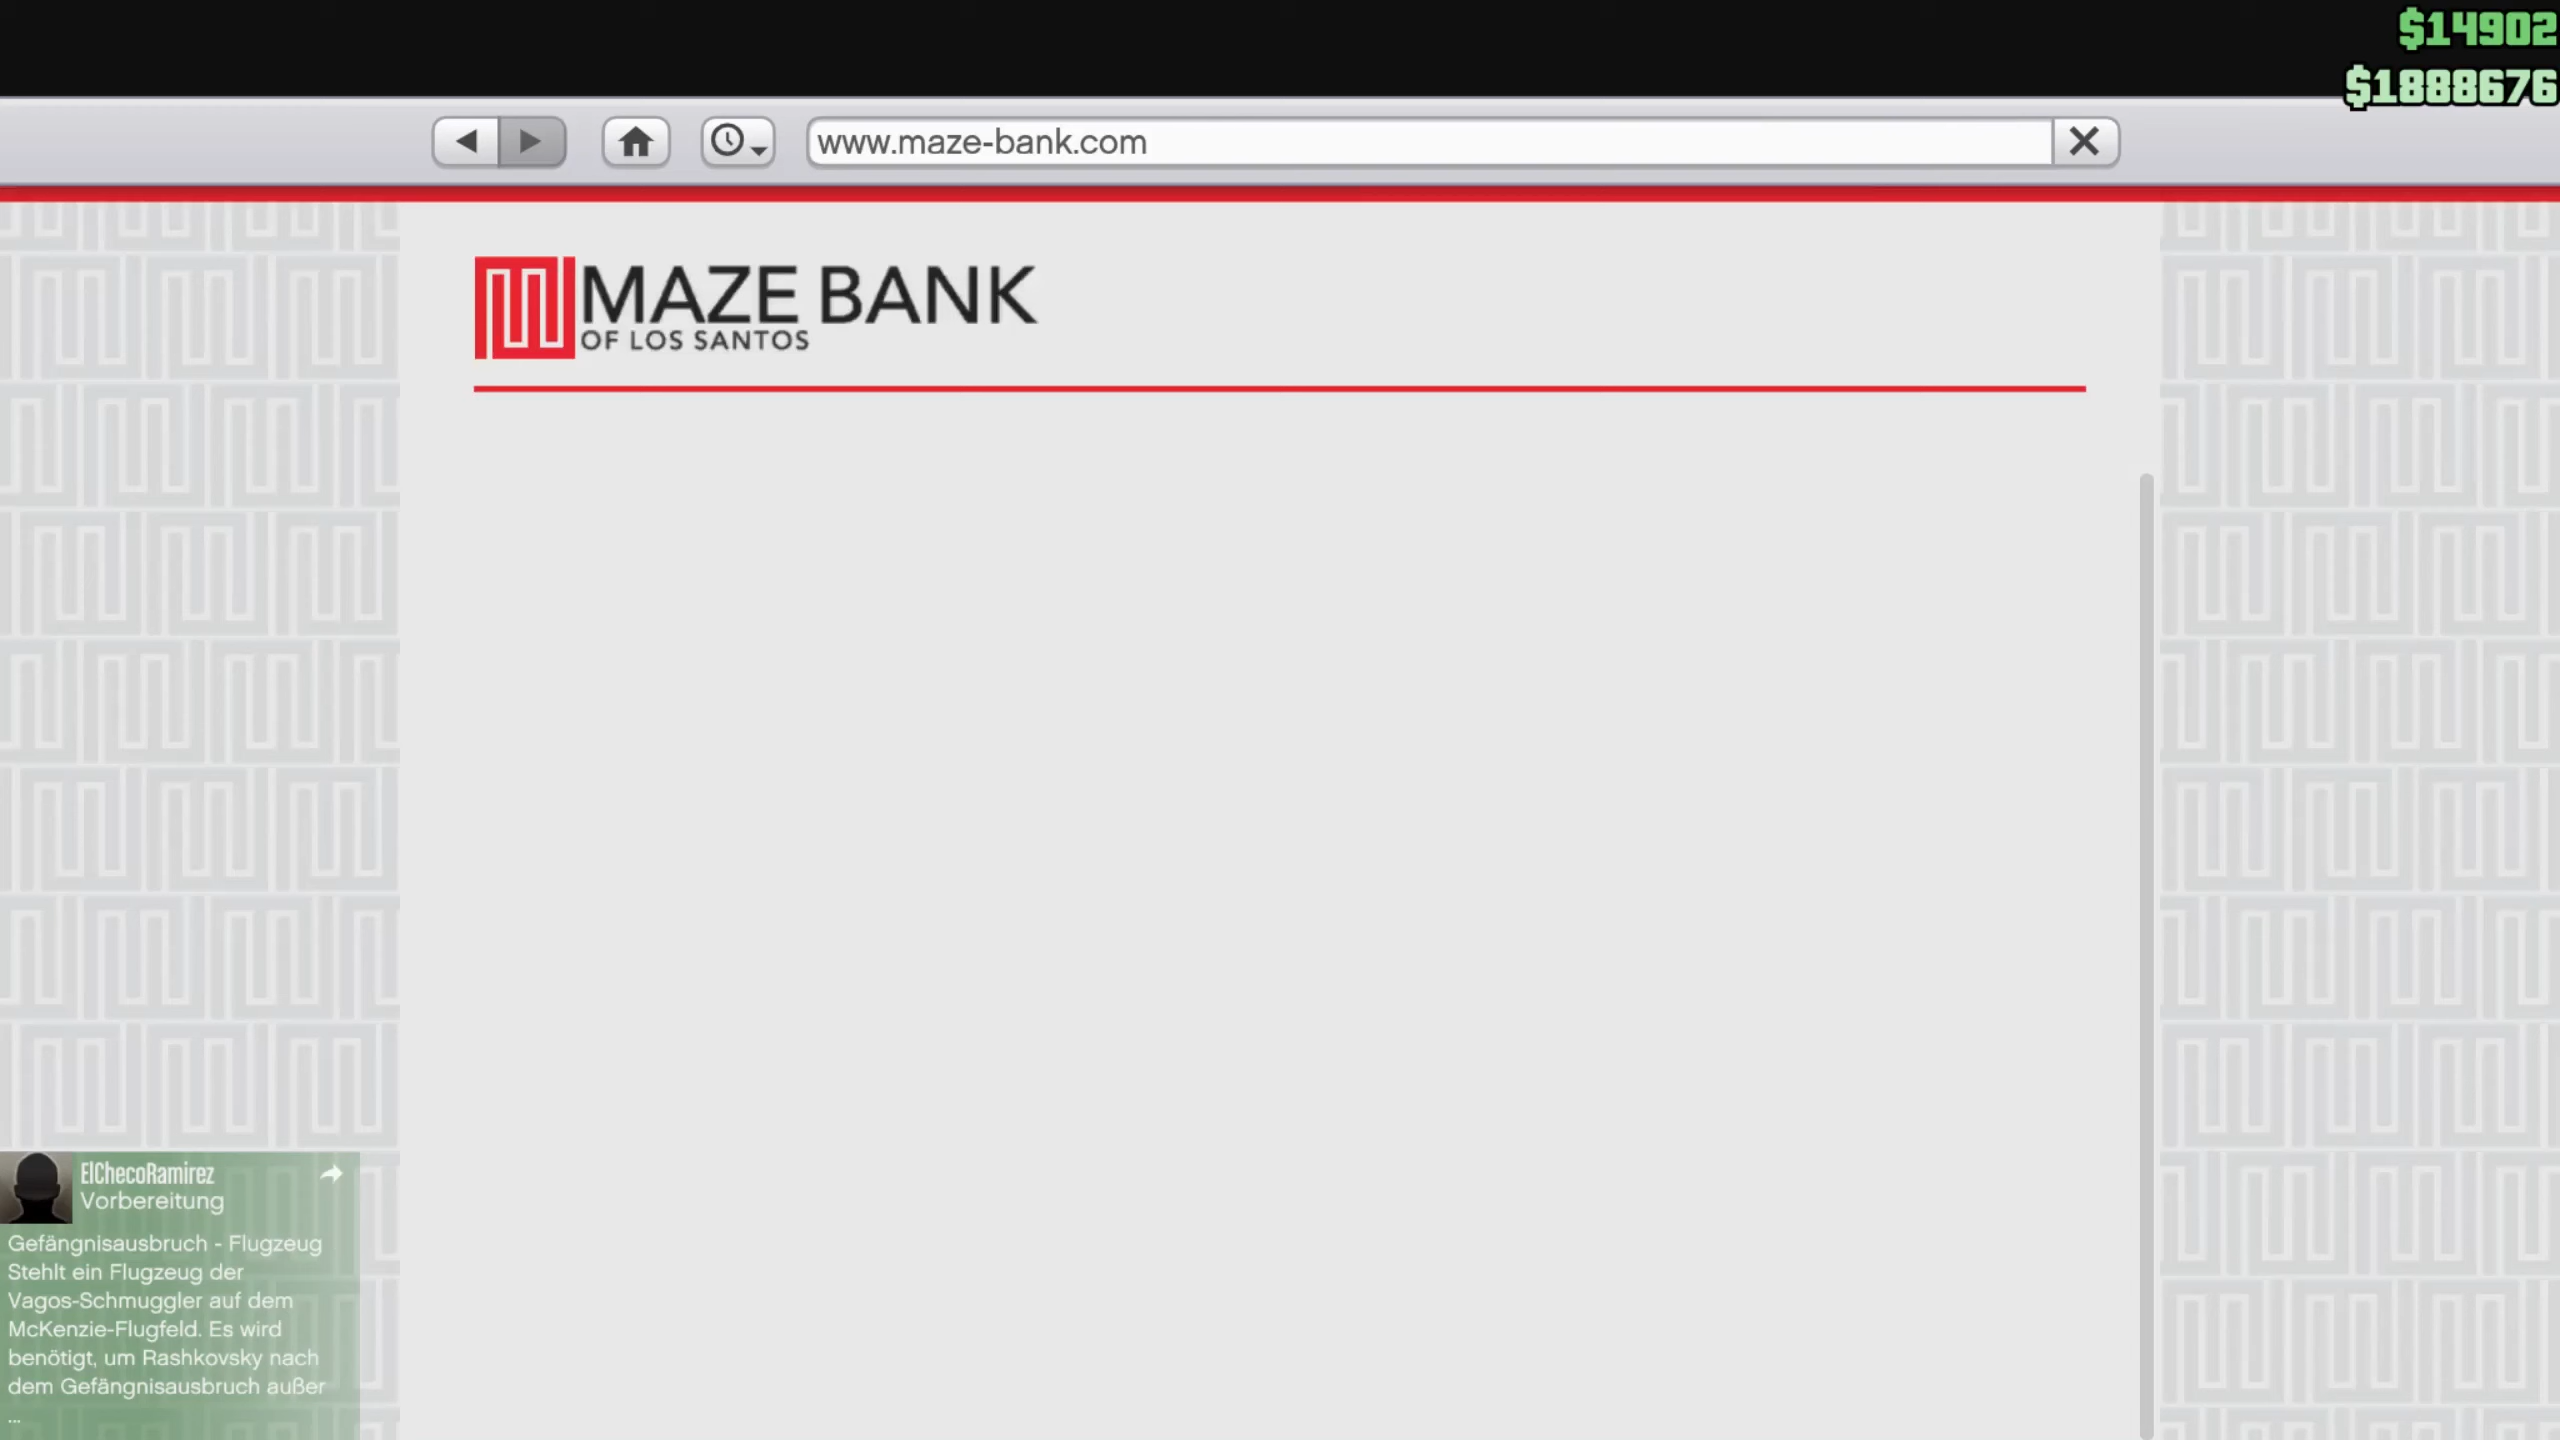 $14902
$1888676
www.maze-bank.com
MAZE BANK
OF LOS SANTOS
ElChecoRamirez
Vorbereitung
Gefängnisausbruch - Flugzeug
Stehlt ein Flugzeug der
Vagos-Schmuggler auf dem
McKenzie-Flugfeld. Es wird
benötigt, um Rashkovsky nach
dem Gefängnisausbruch außer
...